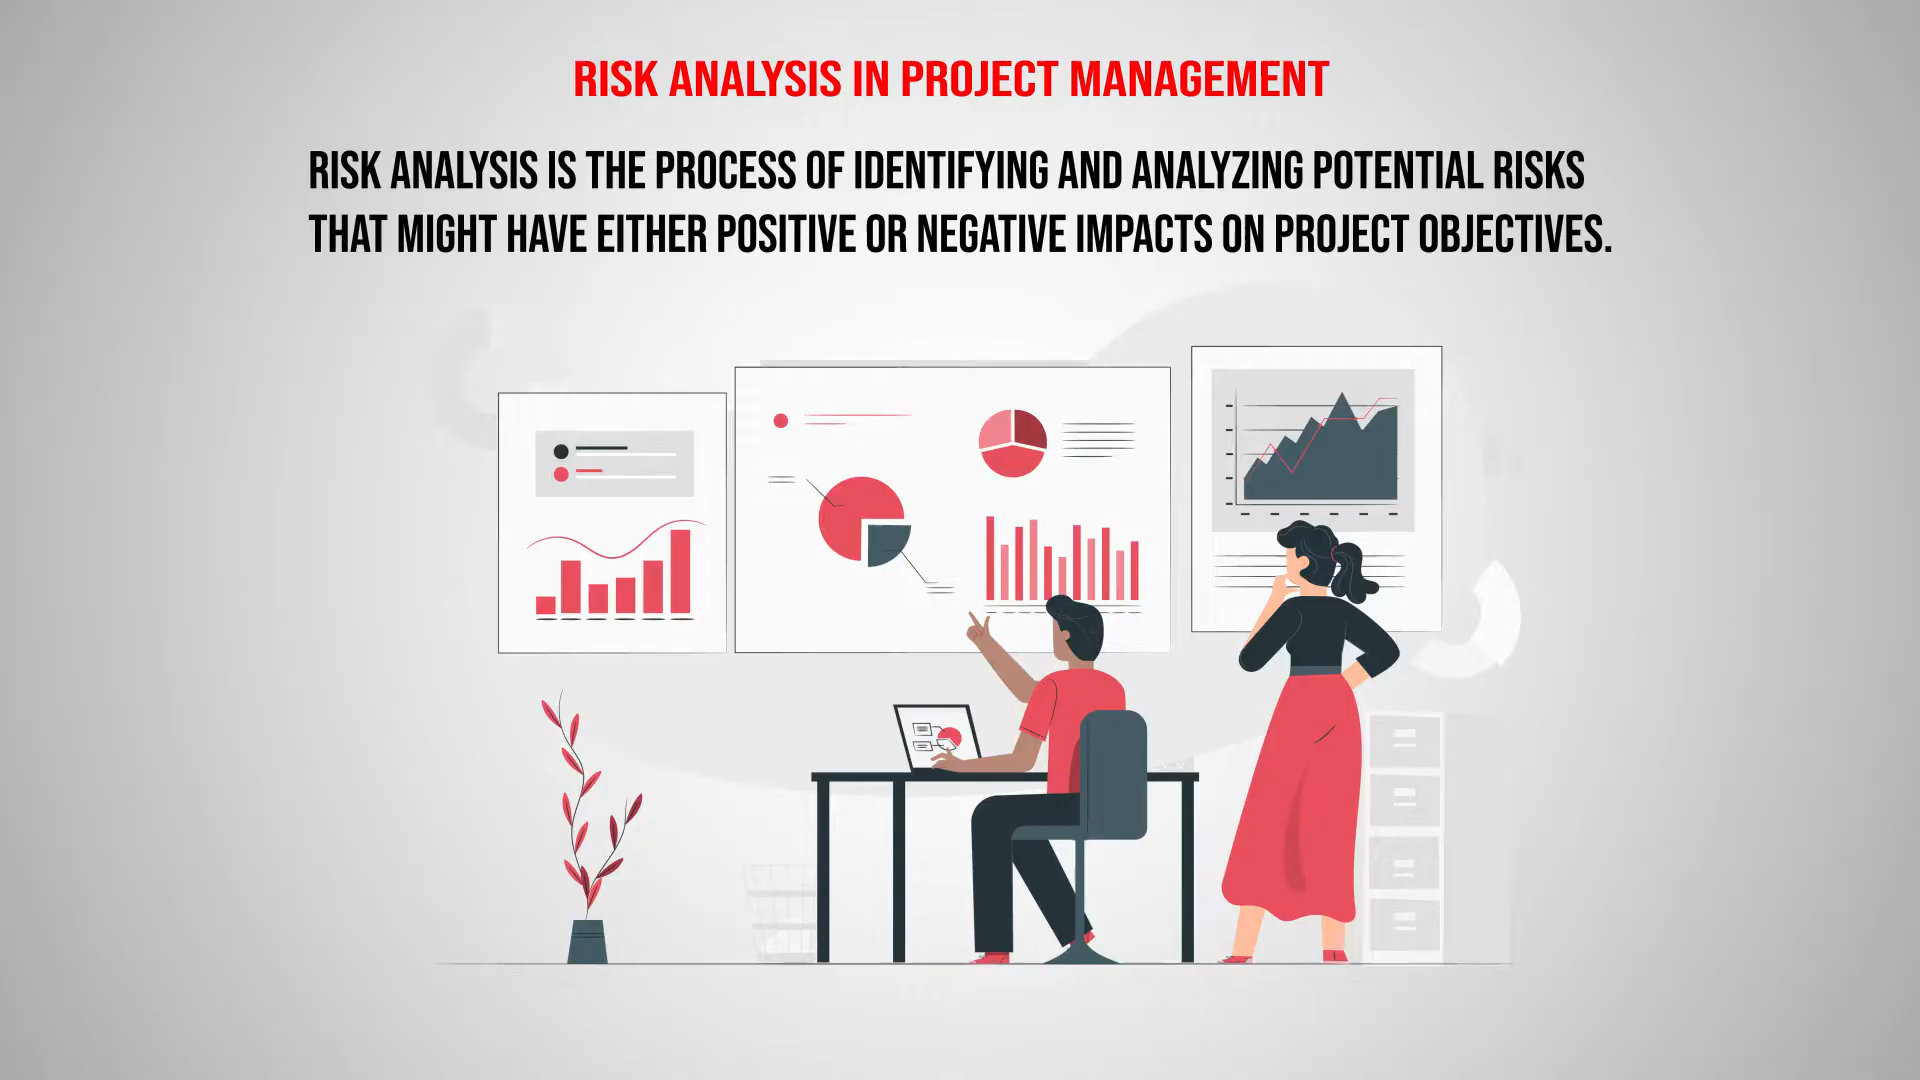 RISK ANALYSIS IN PROJECT MANAGEMENT
RISK ANALYSIS IS THE PROCESS OF IDENTIFYING AND ANALYZING POTENTIAL RISKS
THAT MIGHT HAVE EITHER POSITIVE OR NEGATIVE IMPACTS ON PROJECT OBJECTIVES.